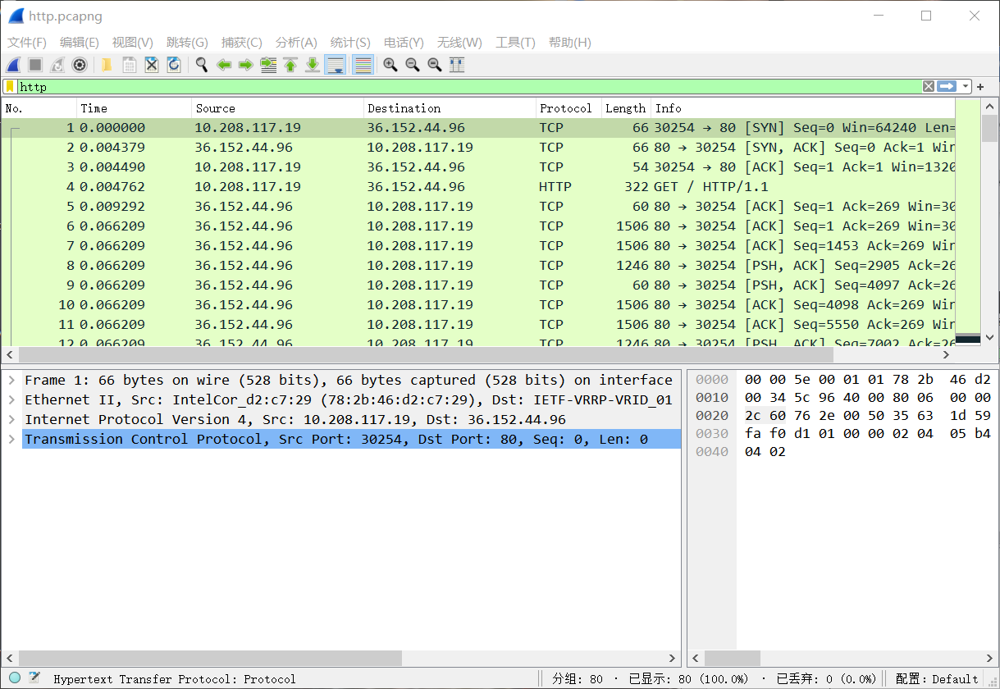 http.pcapng
文件(F) 编辑(E) 视图(V) 跳转(G) 捕获(C) 分析(A) 统计(S) 电话(Y) 无线(W) 工具(T) 帮助(H)
http
No. Time Source Destination Protocol Length Info
1 0.000000 10.208.117.19 36.152.44.96 TCP 66 30254 → 80 [SYN] Seq=0 Win=64240 Len=
2 0.004379 36.152.44.96 10.208.117.19 TCP 66 80 → 30254 [SYN, ACK] Seq=0 Ack=1 Win
3 0.004490 10.208.117.19 36.152.44.96 TCP 54 30254 → 80 [ACK] Seq=1 Ack=1 Win=1320
4 0.004762 10.208.117.19 36.152.44.96 HTTP 322 GET / HTTP/1.1
5 0.009292 36.152.44.96 10.208.117.19 TCP 60 80 → 30254 [ACK] Seq=1 Ack=269 Win=30
6 0.066209 36.152.44.96 10.208.117.19 TCP 1506 80 → 30254 [ACK] Seq=1 Ack=269 Win=30
7 0.066209 36.152.44.96 10.208.117.19 TCP 1506 80 → 30254 [ACK] Seq=1453 Ack=269 Win
8 0.066209 36.152.44.96 10.208.117.19 TCP 1246 80 → 30254 [PSH, ACK] Seq=2905 Ack=26
9 0.066209 36.152.44.96 10.208.117.19 TCP 60 80 → 30254 [PSH, ACK] Seq=4097 Ack=26
10 0.066209 36.152.44.96 10.208.117.19 TCP 1506 80 → 30254 [ACK] Seq=4098 Ack=269 Win
11 0.066209 36.152.44.96 10.208.117.19 TCP 1506 80 → 30254 [ACK] Seq=5550 Ack=269 Win
12 0.066209 36.152.44.96 10.208.117.19 TCP 1246 80 → 30254 [PSH, ACK] Seq=7002 Ack=26
Frame 1: 66 bytes on wire (528 bits), 66 bytes captured (528 bits) on interface
Ethernet II, Src: IntelCor_d2:c7:29 (78:2b:46:d2:c7:29), Dst: IETF-VRRP-VRID_01
Internet Protocol Version 4, Src: 10.208.117.19, Dst: 36.152.44.96
Transmission Control Protocol, Src Port: 30254, Dst Port: 80, Seq: 0, Len: 0
0000 00 00 5e 00 01 01 78 2b 46 d2
0010 00 34 5c 96 40 00 80 06 00 00
0020 2c 60 76 2e 00 50 35 63 1d 59
0030 fa f0 d1 01 00 00 02 04 05 b4
0040 04 02
Hypertext Transfer Protocol: Protocol 分组: 80 · 已显示: 80 (100.0%) · 已丢弃: 0 (0.0%) 配置: Default